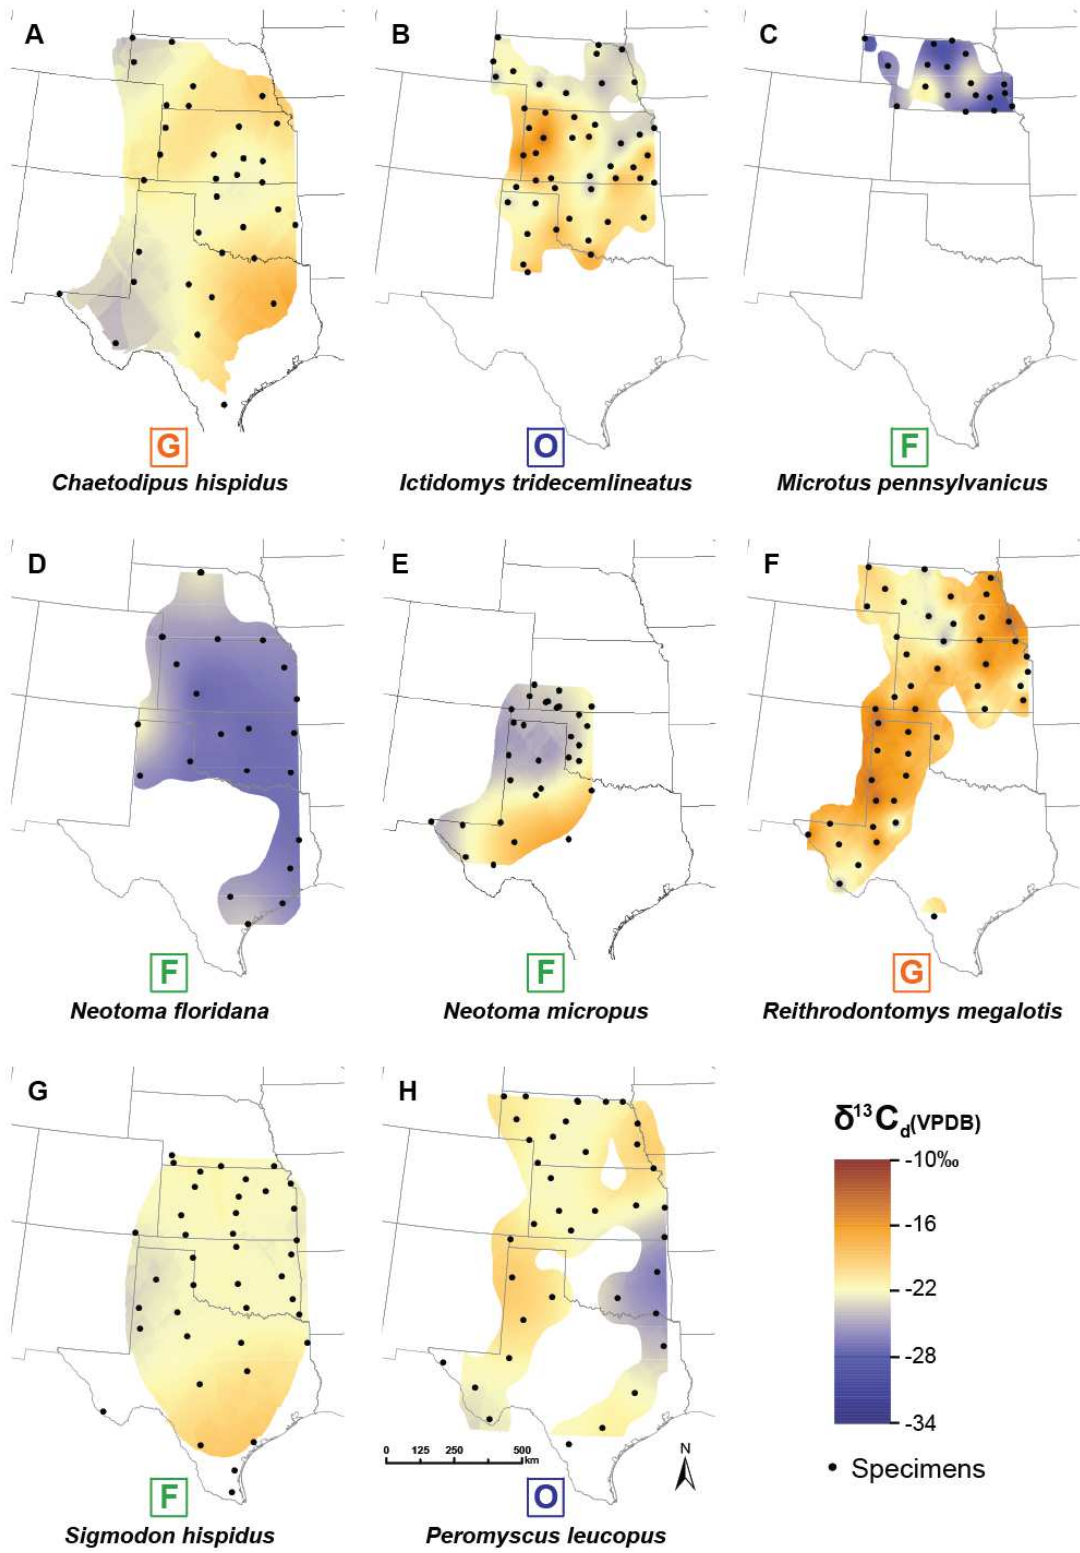 A
G
Chaetodipus hispidus
B
O
Ictidomys tridecemlineatus
C
F
Microtus pennsylvanicus
D
F
Neotoma floridana
E
F
Neotoma micropus
F
G
Reithrodontomys megalotis
G
F
Sigmodon hispidus
H
0 125 250 500 km
N
O
Peromyscus leucopus
δ¹³Cd(VPDB)
-10‰
-16
-22
-28
-34
Specimens